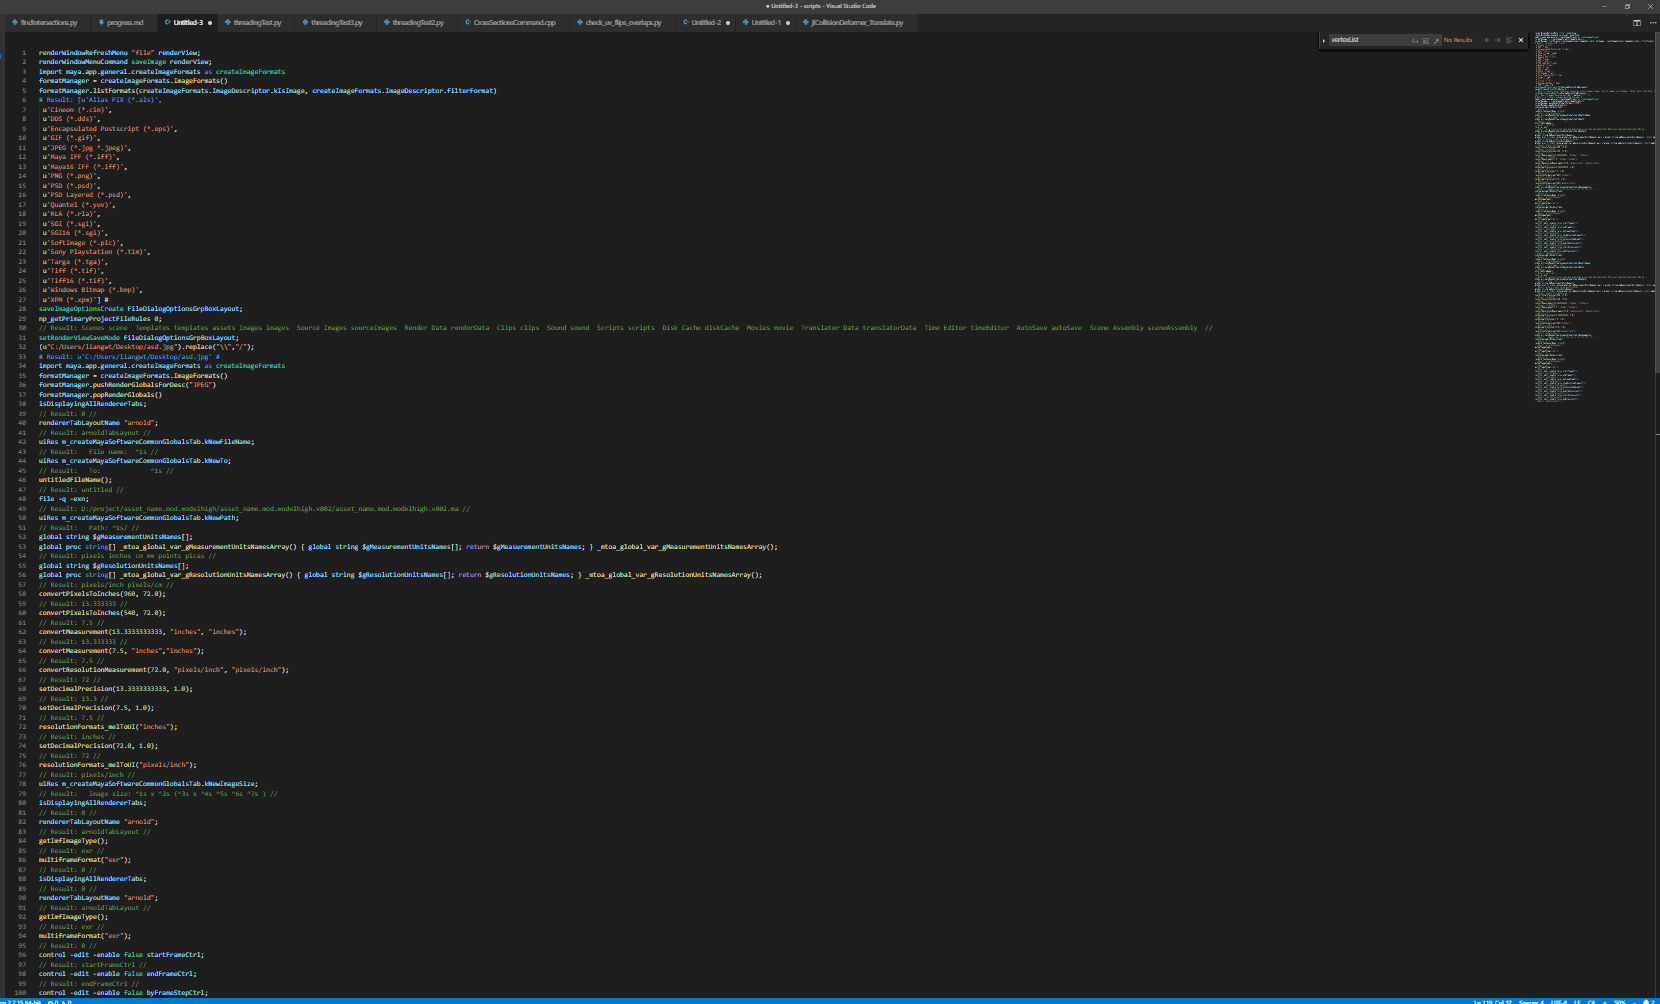 ● Untitled-3 - scripts - Visual Studio Code
findIntersections.py progress.md Untitled-3 ● threadingTest.py threadingTest3.py threadingTest2.py CrossSectionsCommand.cpp check_uv_flips_overlaps.py Untitled-2 ● Untitled-1 ● jlCollisionDeformer_Translate.py
vertexList No Results
1 renderWindowRefreshMenu "file" renderView;
2 renderWindowMenuCommand saveImage renderView;
3 import maya.app.general.createImageFormats as createImageFormats
4 formatManager = createImageFormats.ImageFormats()
5 formatManager.listFormats(createImageFormats.ImageDescriptor.kIsImage, createImageFormats.ImageDescriptor.filterFormat)
6 # Result: [u'Alias PIX (*.als)',
7 u'Cineon (*.cin)',
8 u'DDS (*.dds)',
9 u'Encapsulated Postscript (*.eps)',
10 u'GIF (*.gif)',
11 u'JPEG (*.jpg *.jpeg)',
12 u'Maya IFF (*.iff)',
13 u'Maya16 IFF (*.iff)',
14 u'PNG (*.png)',
15 u'PSD (*.psd)',
16 u'PSD Layered (*.psd)',
17 u'Quantel (*.yuv)',
18 u'RLA (*.rla)',
19 u'SGI (*.sgi)',
20 u'SGI16 (*.sgi)',
21 u'SoftImage (*.pic)',
22 u'Sony Playstation (*.tim)',
23 u'Targa (*.tga)',
24 u'Tiff (*.tif)',
25 u'Tiff16 (*.tif)',
26 u'Windows Bitmap (*.bmp)',
27 u'XPM (*.xpm)'] #
28 saveImageOptionsCreate FileDialogOptionsGrpBoxLayout;
29 np_getPrimaryProjectFileRules 0;
30 // Result: Scenes scene Templates templates assets Images images Source Images sourceImages Render Data renderData Clips clips Sound sound Scripts scripts Disk Cache diskCache Movies movie Translator Data translatorData Time Editor timeEditor AutoSave autoSave Scene Assembly sceneAssembly //
31 setRenderViewSaveMode FileDialogOptionsGrpBoxLayout;
32 (u"C:/Users/liangwt/Desktop/asd.jpg").replace("\\","/");
33 # Result: u'C:/Users/liangwt/Desktop/asd.jpg' #
34 import maya.app.general.createImageFormats as createImageFormats
35 formatManager = createImageFormats.ImageFormats()
36 formatManager.pushRenderGlobalsForDesc("JPEG")
37 formatManager.popRenderGlobals()
38 isDisplayingAllRendererTabs;
39 // Result: 0 //
40 rendererTabLayoutName "arnold";
41 // Result: arnoldTabLayout //
42 uiRes m_createMayaSoftwareCommonGlobalsTab.kNewFileName;
43 // Result: File name: ^1s //
44 uiRes m_createMayaSoftwareCommonGlobalsTab.kNewTo;
45 // Result: To: ^1s //
46 untitledFileName();
47 // Result: untitled //
48 file -q -exn;
49 // Result: D:/project/asset_name.mod.modelhigh/asset_name.mod.modelhigh.v002/asset_name.mod.modelhigh.v002.ma //
50 uiRes m_createMayaSoftwareCommonGlobalsTab.kNewPath;
51 // Result: Path: ^1s/ //
52 global string $gMeasurementUnitsNames[];
53 global proc string[] _mtoa_global_var_gMeasurementUnitsNamesArray() { global string $gMeasurementUnitsNames[]; return $gMeasurementUnitsNames; } _mtoa_global_var_gMeasurementUnitsNamesArray();
54 // Result: pixels inches cm mm points picas //
55 global string $gResolutionUnitsNames[];
56 global proc string[] _mtoa_global_var_gResolutionUnitsNamesArray() { global string $gResolutionUnitsNames[]; return $gResolutionUnitsNames; } _mtoa_global_var_gResolutionUnitsNamesArray();
57 // Result: pixels/inch pixels/cm //
58 convertPixelsToInches(960, 72.0);
59 // Result: 13.333333 //
60 convertPixelsToInches(540, 72.0);
61 // Result: 7.5 //
62 convertMeasurement(13.3333333333, "inches", "inches");
63 // Result: 13.333333 //
64 convertMeasurement(7.5, "inches","inches");
65 // Result: 7.5 //
66 convertResolutionMeasurement(72.0, "pixels/inch", "pixels/inch");
67 // Result: 72 //
68 setDecimalPrecision(13.3333333333, 1.0);
69 // Result: 13.3 //
70 setDecimalPrecision(7.5, 1.0);
71 // Result: 7.5 //
72 resolutionFormats_melToUI("inches");
73 // Result: inches //
74 setDecimalPrecision(72.0, 1.0);
75 // Result: 72 //
76 resolutionFormats_melToUI("pixels/inch");
77 // Result: pixels/inch //
78 uiRes m_createMayaSoftwareCommonGlobalsTab.kNewImageSize;
79 // Result: Image size: ^1s x ^2s (^3s x ^4s ^5s ^6s ^7s ) //
80 isDisplayingAllRendererTabs;
81 // Result: 0 //
82 rendererTabLayoutName "arnold";
83 // Result: arnoldTabLayout //
84 getImfImageType();
85 // Result: exr //
86 multiframeFormat("exr");
87 // Result: 0 //
88 isDisplayingAllRendererTabs;
89 // Result: 0 //
90 rendererTabLayoutName "arnold";
91 // Result: arnoldTabLayout //
92 getImfImageType();
93 // Result: exr //
94 multiframeFormat("exr");
95 // Result: 0 //
96 control -edit -enable false startFrameCtrl;
97 // Result: startFrameCtrl //
98 control -edit -enable false endFrameCtrl;
99 // Result: endFrameCtrl //
100 control -edit -enable false byFrameStepCtrl;